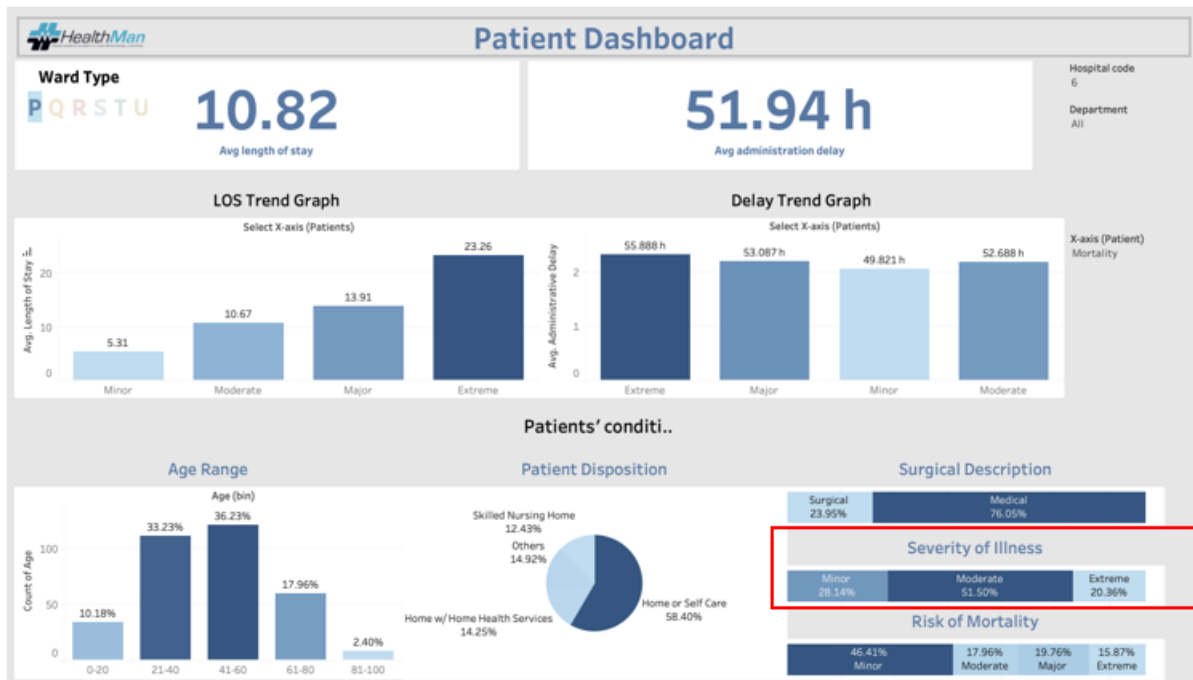 HealthMan
Patient Dashboard
Ward Type
P Q R S T U
10.82
Avg length of stay
51.94 h
Avg administration delay
Hospital code
6
Department
All
LOS Trend Graph
Select X-axis (Patients)
Avg. Length of Stay
20
10
0
5.31
10.67
13.91
23.26
Minor
Moderate
Major
Extreme
Delay Trend Graph
Select X-axis (Patients)
Avg. Administrative Delay
2
1
0
55.888 h
53.087 h
49.821 h
52.688 h
Extreme
Major
Minor
Moderate
X-axis (Patient)
Mortality
Patients' conditi..
Age Range
Age (bin)
Count of Age
100
50
0
10.18%
33.23%
36.23%
17.96%
2.40%
0-20
21-40
41-60
61-80
81-100
Patient Disposition
Skilled Nursing Home
12.43%
Others
14.92%
Home w/ Home Health Services
14.25%
Home or Self Care
58.40%
Surgical Description
Surgical
23.95%
Medical
76.05%
Severity of Illness
Minor
28.14%
Moderate
51.50%
Extreme
20.36%
Risk of Mortality
46.41%
Minor
17.96%
Moderate
19.76%
Major
15.87%
Extreme